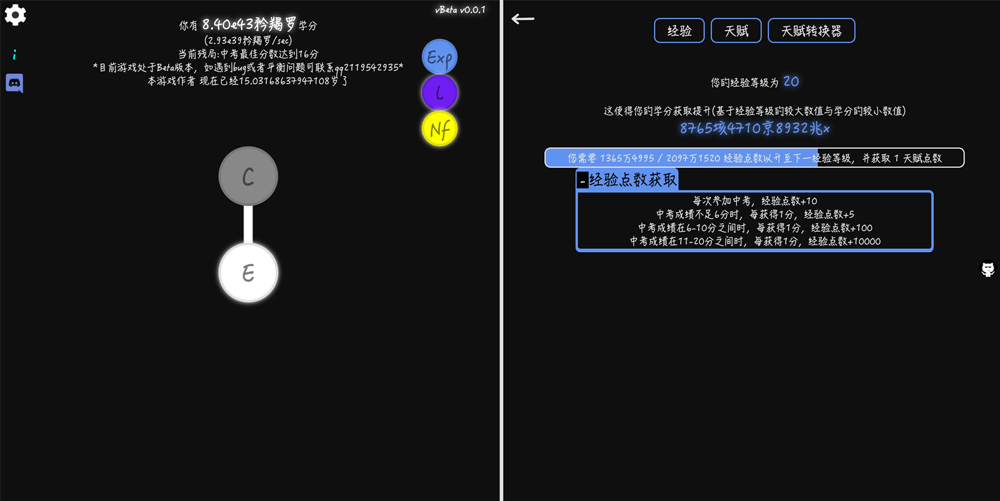 vBeta v0.0.1
你有 8.40e43矜羯罗学分
(2.93e39矜羯罗/sec)
当前残局:中考最佳分数达到16分
*目前游戏处于Beta版本, 如遇到bug或者平衡问题可联系qq2119542935*
本游戏作者 现在已经15.03168637947108岁了
i
Exp
L
Nf
C
E
经验
天赋
天赋转换器
您的经验等级为 20
这使得您的学分获取提升(基于经验等级的较大数值与学分的较小数值)
8765垓4710京8932兆x
您需要 1365万4995 / 2097万1520 经验点数以升至下一经验等级, 并获取 1 天赋点数
-经验点数获取
每次参加中考, 经验点数+10
中考成绩不足6分时, 每获得1分, 经验点数+5
中考成绩在6-10分之间时, 每获得1分, 经验点数+100
中考成绩在11-20分之间时, 每获得1分, 经验点数+10000